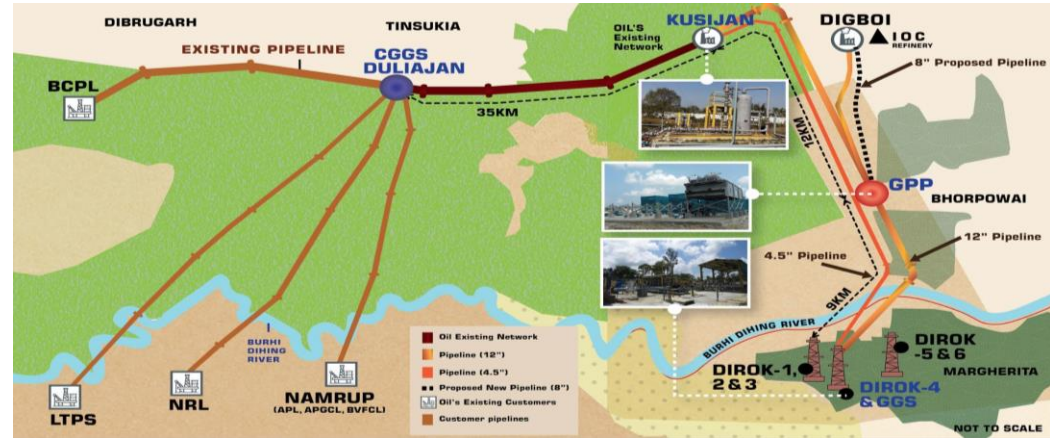 DIBRUGARH
TINSUKIA
KUSIJAN
DIGBOI
IOC
REFINERY
EXISTING PIPELINE
OIL'S
Existing
Network
CGGS
DULIAJAN
BCPL
8" Proposed Pipeline
35KM
12KM
GPP
BHORPOWAI
12" Pipeline
4.5" Pipeline
9KM
BURHI DIHING RIVER
BURHI
DIHING
RIVER
DIROK
-5 & 6
DIROK-1,
2 & 3
MARGHERITA
DIROK-4
& GGS
LTPS
NRL
NAMRUP
(APL, APGCL, BVFCL)
Oil Existing Network
Pipeline (12")
Pipeline (4.5")
Proposed New Pipeline (8")
Oil's Existing Customers
Customer pipelines
NOT TO SCALE